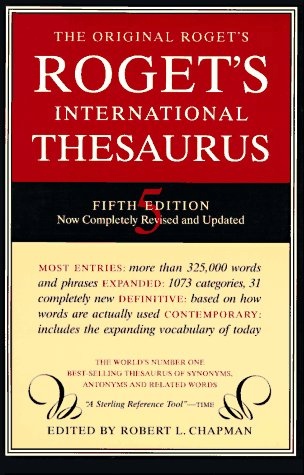 THE ORIGINAL ROGET'S
ROGET'S
INTERNATIONAL
THESAURUS
5
FIFTH EDITION
Now Completely Revised and Updated
MOST ENTRIES: more than 325,000 words
and phrases EXPANDED: 1073 categories, 31
completely new DEFINITIVE: based on how
words are actually used CONTEMPORARY:
includes the expanding vocabulary of today
THE WORLD'S NUMBER ONE
BEST-SELLING THESAURUS OF SYNONYMS,
ANTONYMS AND RELATED WORDS
"A Sterling Reference Tool"—TIME
EDITED BY ROBERT L. CHAPMAN